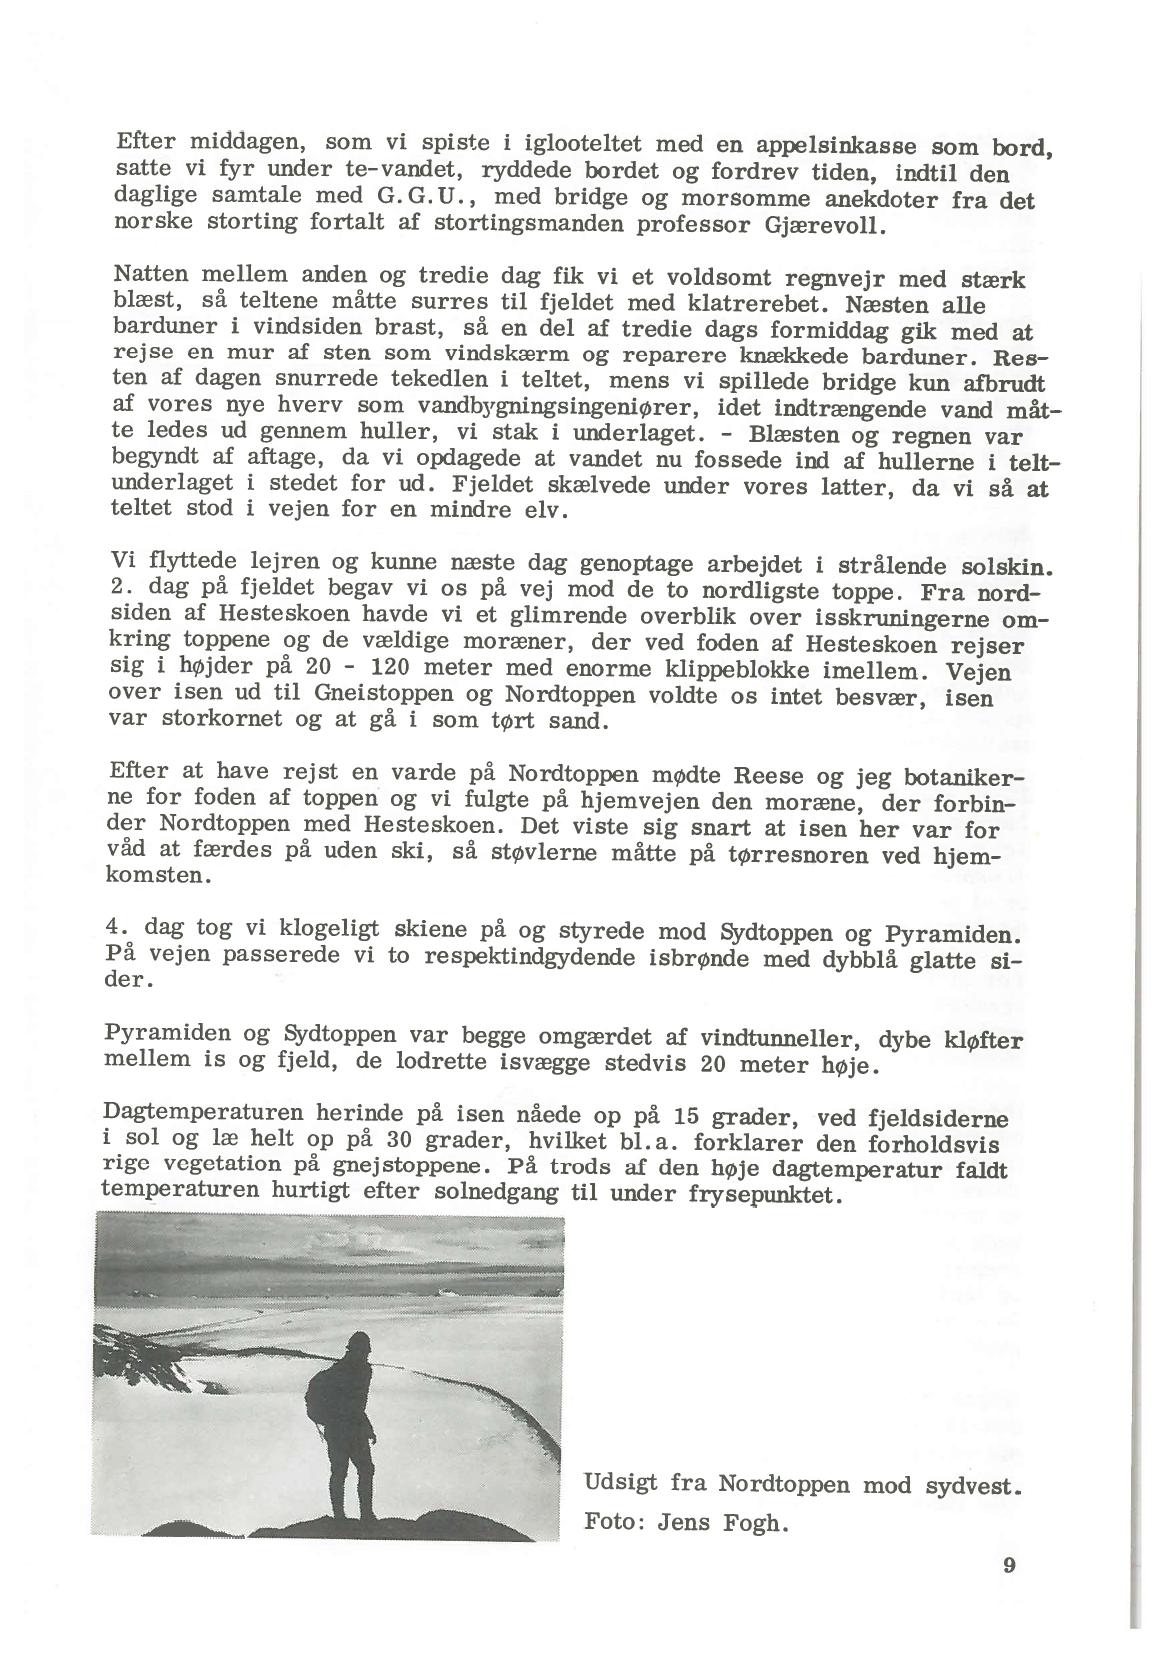 Efter middagen, som vi spiste i iglooteltet med en appelsinkasse som bord,
satte vi fyr under te-vandet, ryddede bordet og fordrev tiden, indtil den
daglige samtale med G.G.U., med bridge og morsomme anekdoter fra det
norske storting fortalt af stortingsmanden professor Gjærevoll.

Natten mellem anden og tredie dag fik vi et voldsomt regnvejr med stærk
blæst, så teltene måtte surres til fjeldet med klatrerebet. Næsten alle
barduner i vindsiden brast, så en del af tredie dags formiddag gik med at
rejse en mur af sten som vindskærm og reparere knækkede barduner. Res-
ten af dagen snurrede tekedlen i teltet, mens vi spillede bridge kun afbrudt
af vores nye hverv som vandbygningsingeniører, idet indtrængende vand måt-
te ledes ud gennem huller, vi stak i underlaget. - Blæsten og regnen var
begyndt af aftage, da vi opdagede at vandet nu fossede ind af hullerne i telt-
underlaget i stedet for ud. Fjeldet skælvede under vores latter, da vi så at
teltet stod i vejen for en mindre elv.

Vi flyttede lejren og kunne næste dag genoptage arbejdet i strålende solskin.
2. dag på fjeldet begav vi os på vej mod de to nordligste toppe. Fra nord-
siden af Hesteskoen havde vi et glimrende overblik over isskruningerne om-
kring toppene og de vældige moræner, der ved foden af Hesteskoen rejser
sig i højder på 20 - 120 meter med enorme klippeblokke imellem. Vejen
over isen ud til Gneistoppen og Nordtoppen voldte os intet besvær, isen
var storkornet og at gå i som tørt sand.

Efter at have rejst en varde på Nordtoppen mødte Reese og jeg botaniker-
ne for foden af toppen og vi fulgte på hjemvejen den moræne, der forbin-
der Nordtoppen med Hesteskoen. Det viste sig snart at isen her var for
våd at færdes på uden ski, så støvlerne måtte på tørresnoren ved hjem-
komsten.

4. dag tog vi klogeligt skiene på og styrede mod Sydtoppen og Pyramiden.
På vejen passerede vi to respektindgydende isbrønde med dybblå glatte si-
der.

Pyramiden og Sydtoppen var begge omgærdet af vindtunneller, dybe kløfter
mellem is og fjeld, de lodrette isvægge stedvis 20 meter høje.

Dagtemperaturen herinde på isen nåede op på 15 grader, ved fjeldsiderne
i sol og læ helt op på 30 grader, hvilket bl.a. forklarer den forholdsvis
rige vegetation på gnejstoppene. På trods af den høje dagtemperatur faldt
temperaturen hurtigt efter solnedgang til under frysepunktet.

Udsigt fra Nordtoppen mod sydvest.
Foto: Jens Fogh.

9